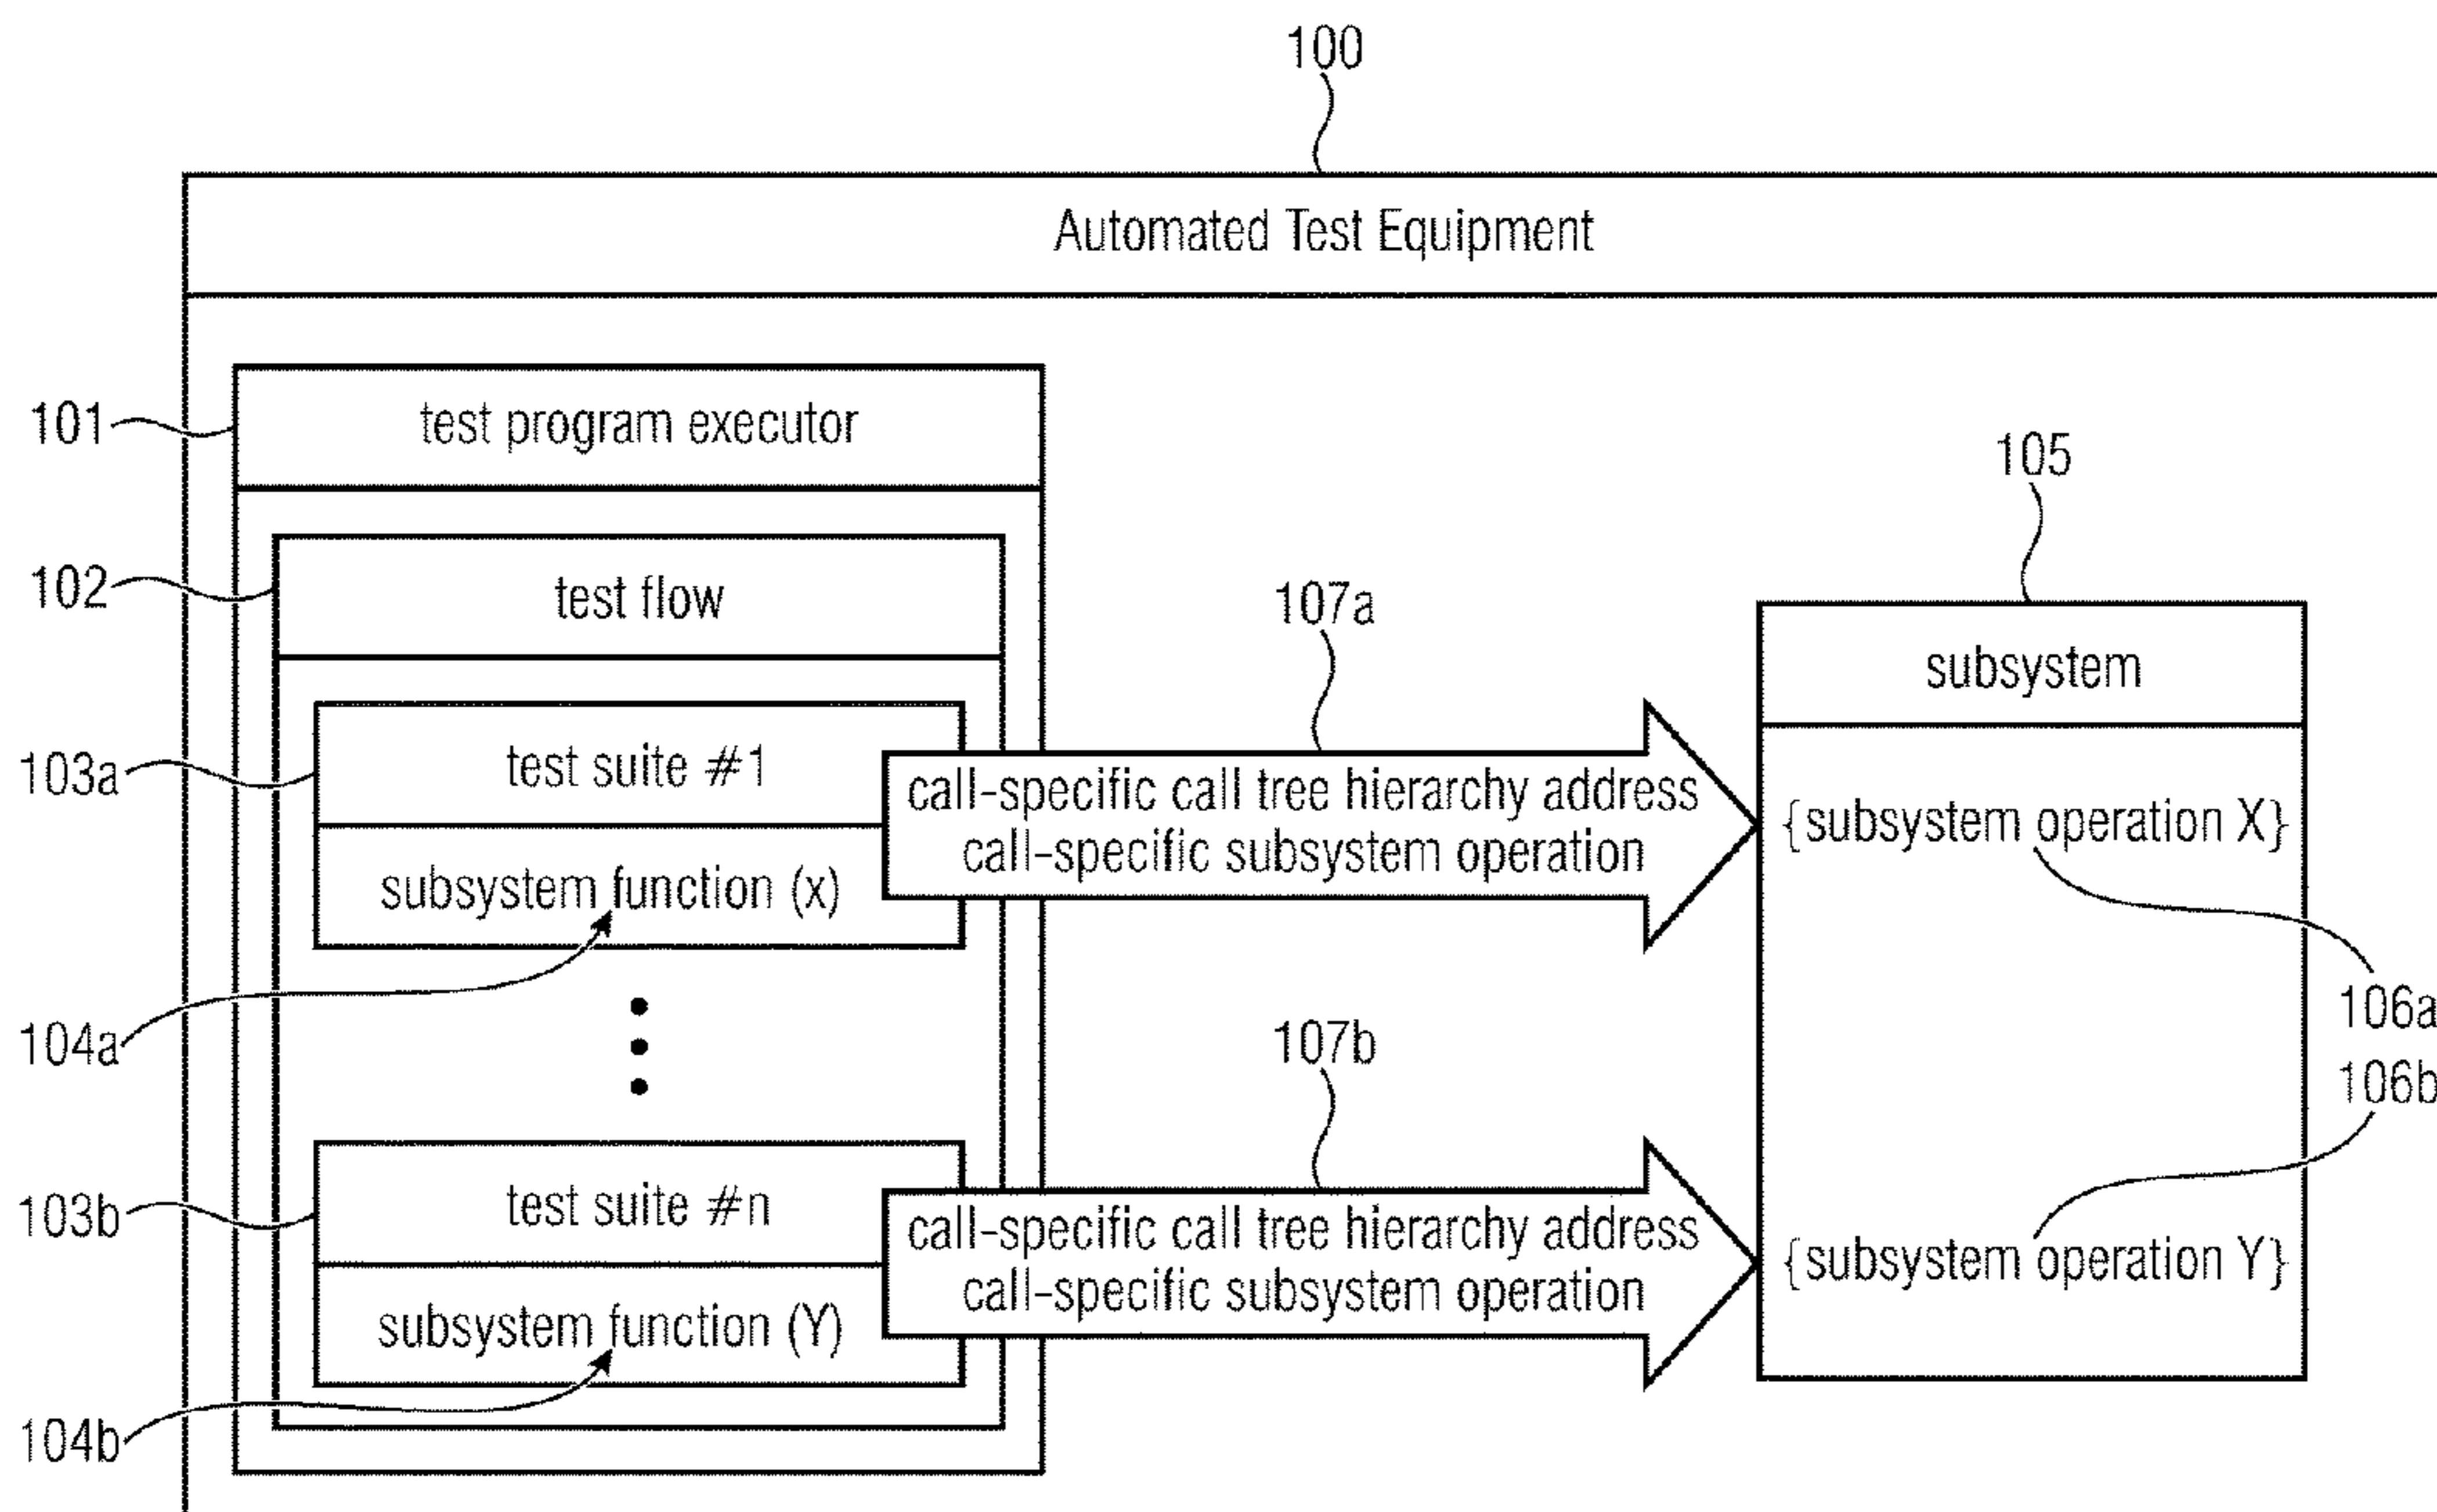 100
Automated Test Equipment
101
test program executor
105
102
test flow
107a
subsystem
103a
test suite #1
call-specific call tree hierarchy address
call-specific subsystem operation
{subsystem operation X}
subsystem function (x)
106a
104a
107b
106b
103b
test suite #n
call-specific call tree hierarchy address
call-specific subsystem operation
{subsystem operation Y}
subsystem function (Y)
104b